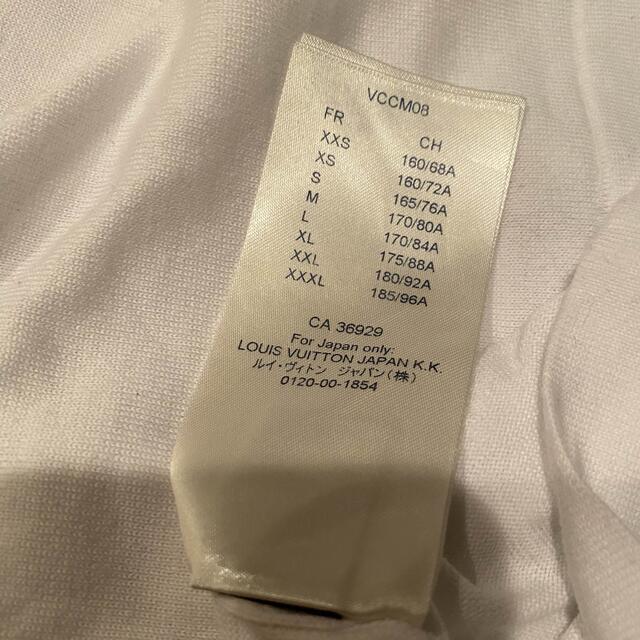 VCCM08
FR CH
XXS 160/68A
XS 160/72A
S 165/76A
M 170/80A
L 170/84A
XL 175/88A
XXL 180/92A
XXXL 185/96A
CA 36929
For Japan only:
LOUIS VUITTON JAPAN K.K.
ルイ・ヴィトン ジャパン(株)
0120-00-1854